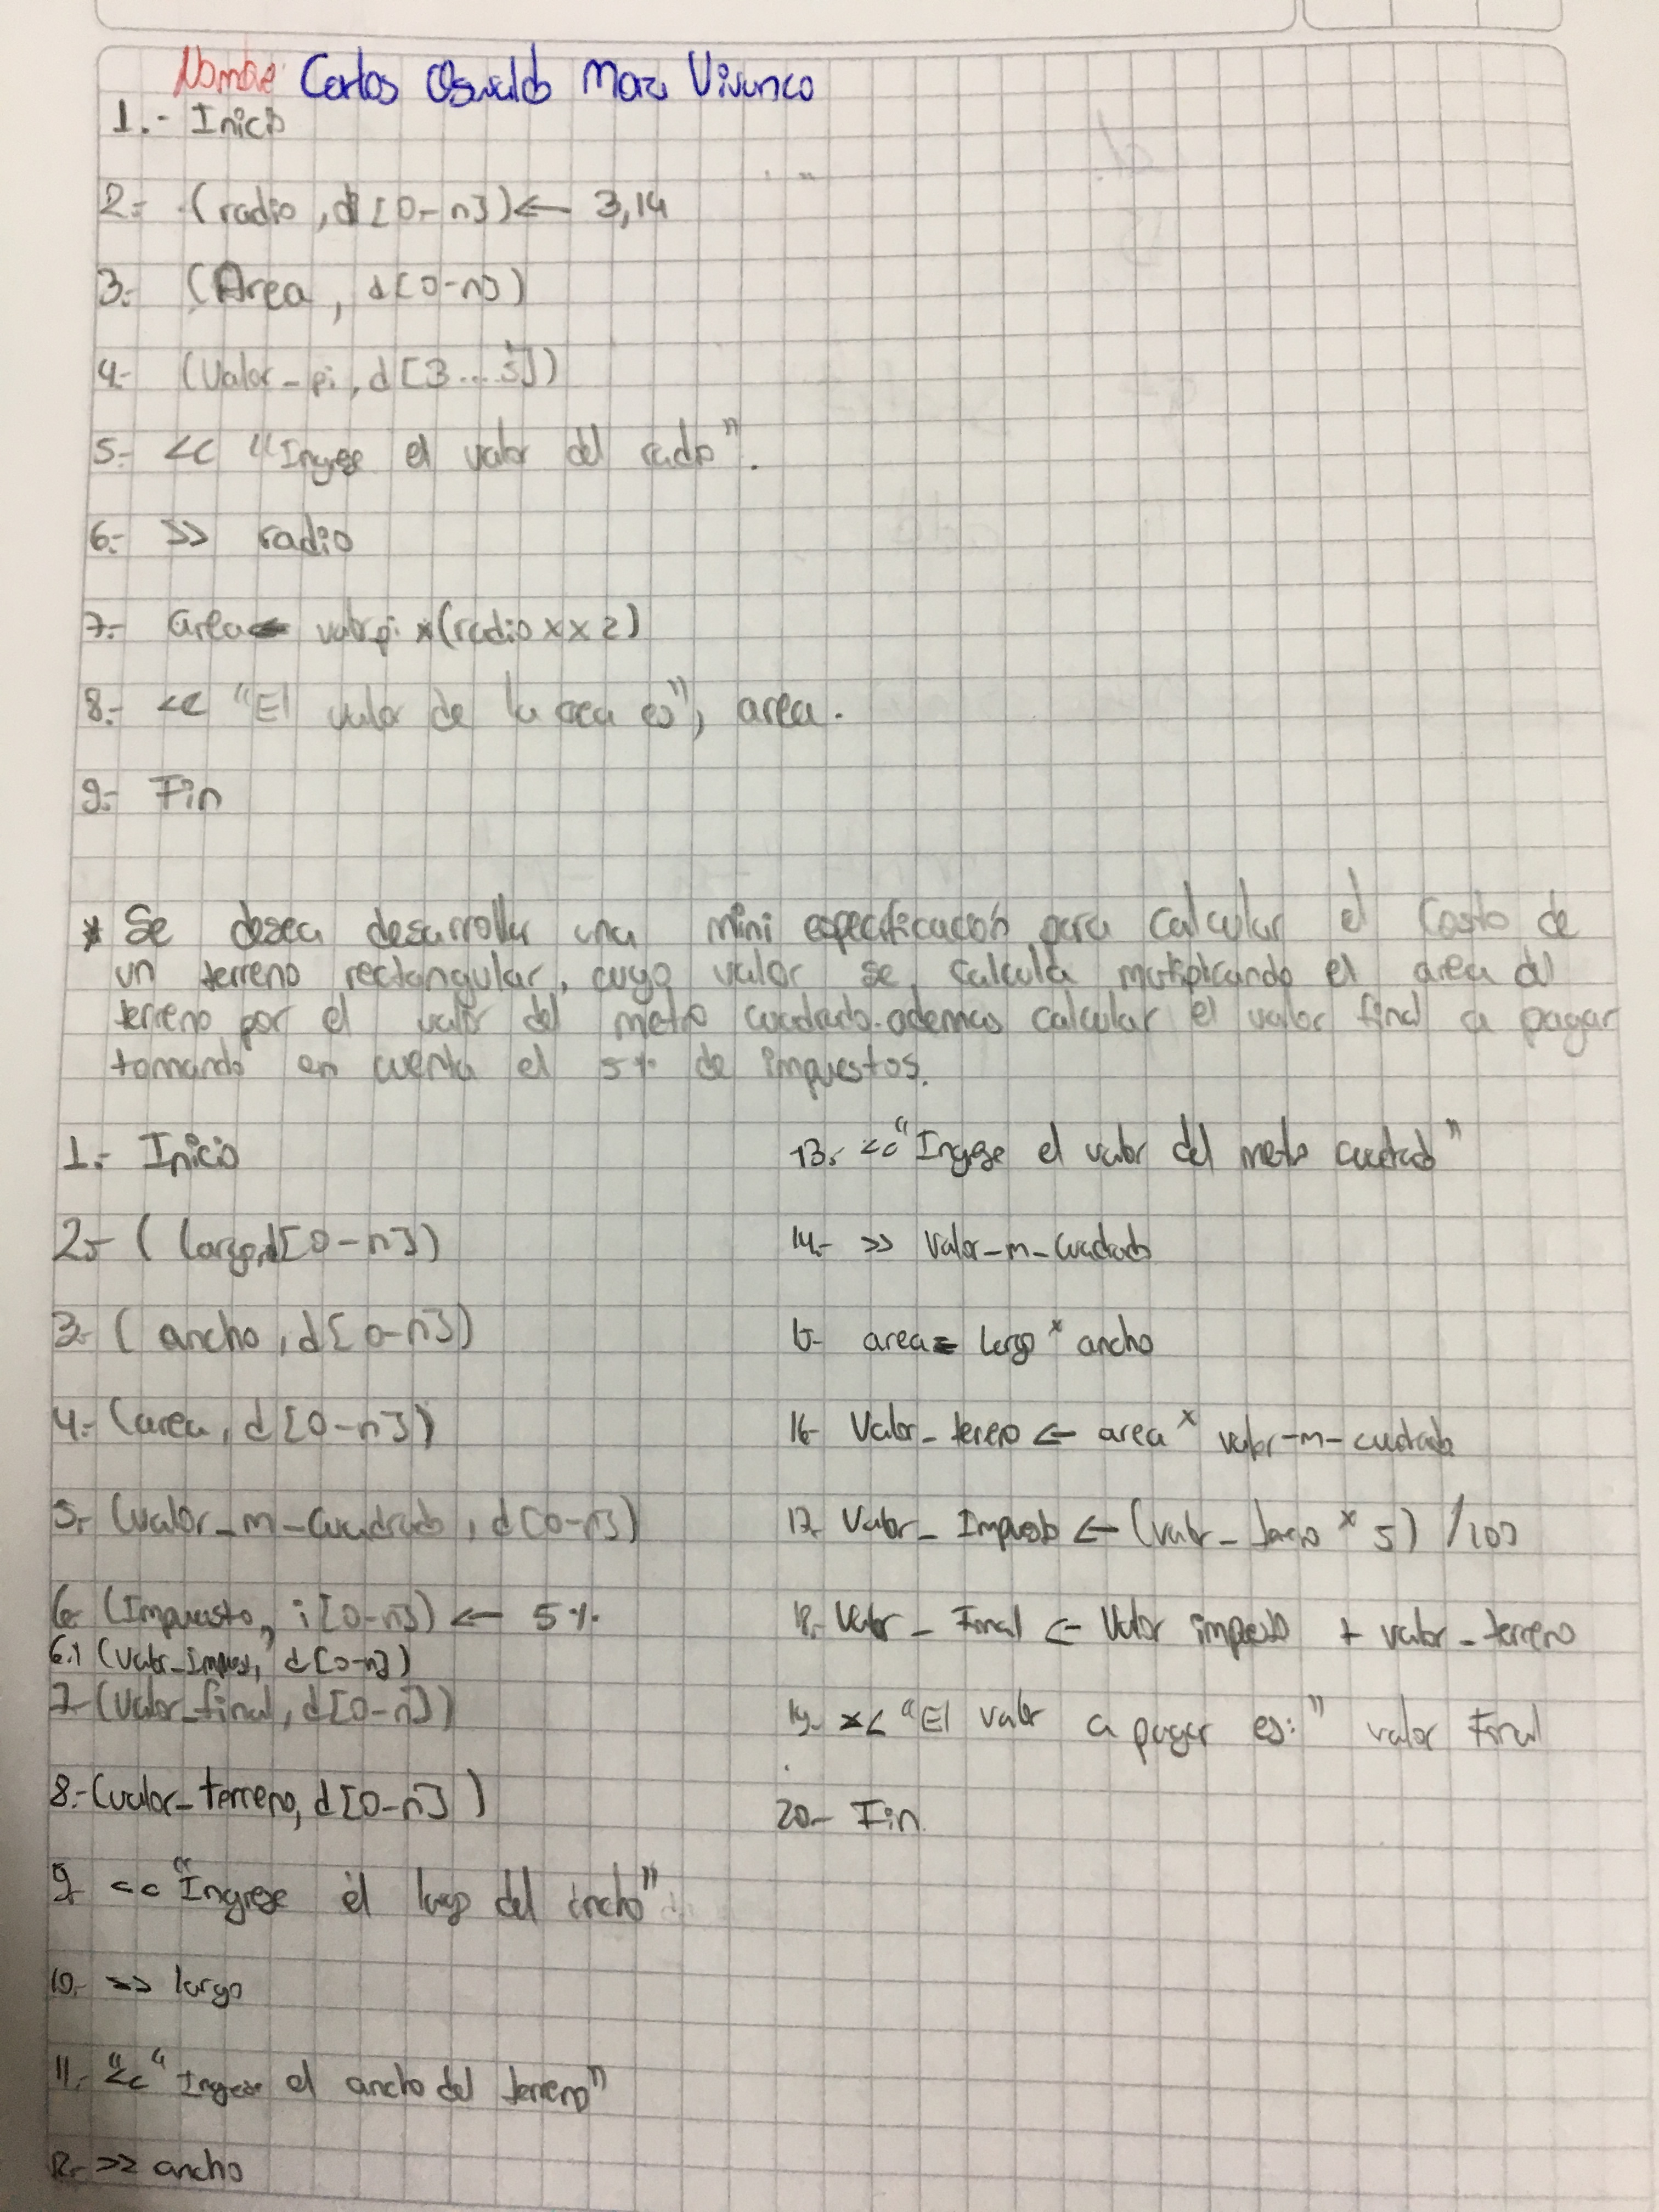 Nombre: Carlos Oswaldo Maza Vivanco
1.- Inicio
2.- (radio, d[0-n]) ← 3,14
3.- (Area, d[0-n])
4.- (Valor_pi, d[3...])
5.- << "Ingrese el valor del radio".
6.- >> radio
7.- area ← valor pi * (radio x x 2)
8.- << "El valor de la area es", area.
9.- Fin
* Se desea desarrollar una mini especificación para calcular el costo de
un terreno rectangular, cuyo valor se calcula multiplicando el area del
terreno por el valor del metro cuadrado. ademas calcular el valor final a pagar
tomando en cuenta el 5% de impuestos.
1.- Inicio
2.- (largo, d[0-n])
3.- (ancho, d[0-n])
4.- (area, d[0-n])
5.- (valor_m_cuadrado, d[0-n])
6.- (Impuesto, i[0-n]) ← 5%
6.1 (Valor_Impues, d[0-n])
7.- (Valor_final, d[0-n])
8.- (valor_terreno, d[0-n])
9.- << "Ingrese el largo del ancho"
10.- >> largo
11.- << "Ingrese el ancho del terreno"
12.- >> ancho
13.- << "Ingrese el valor del metro cuadrado"
14.- >> Valor_m_cuadrado
15- area = largo x ancho
16- Valor_terreno ← area x valor-m-cuadrado
17. Valor_Impuesto ← (valor_terreno x 5) /100
18.- Valor_Final ← Valor impuesto + valor_terreno
19.- << "El valor a pagar es:" valor Final
20.- Fin.